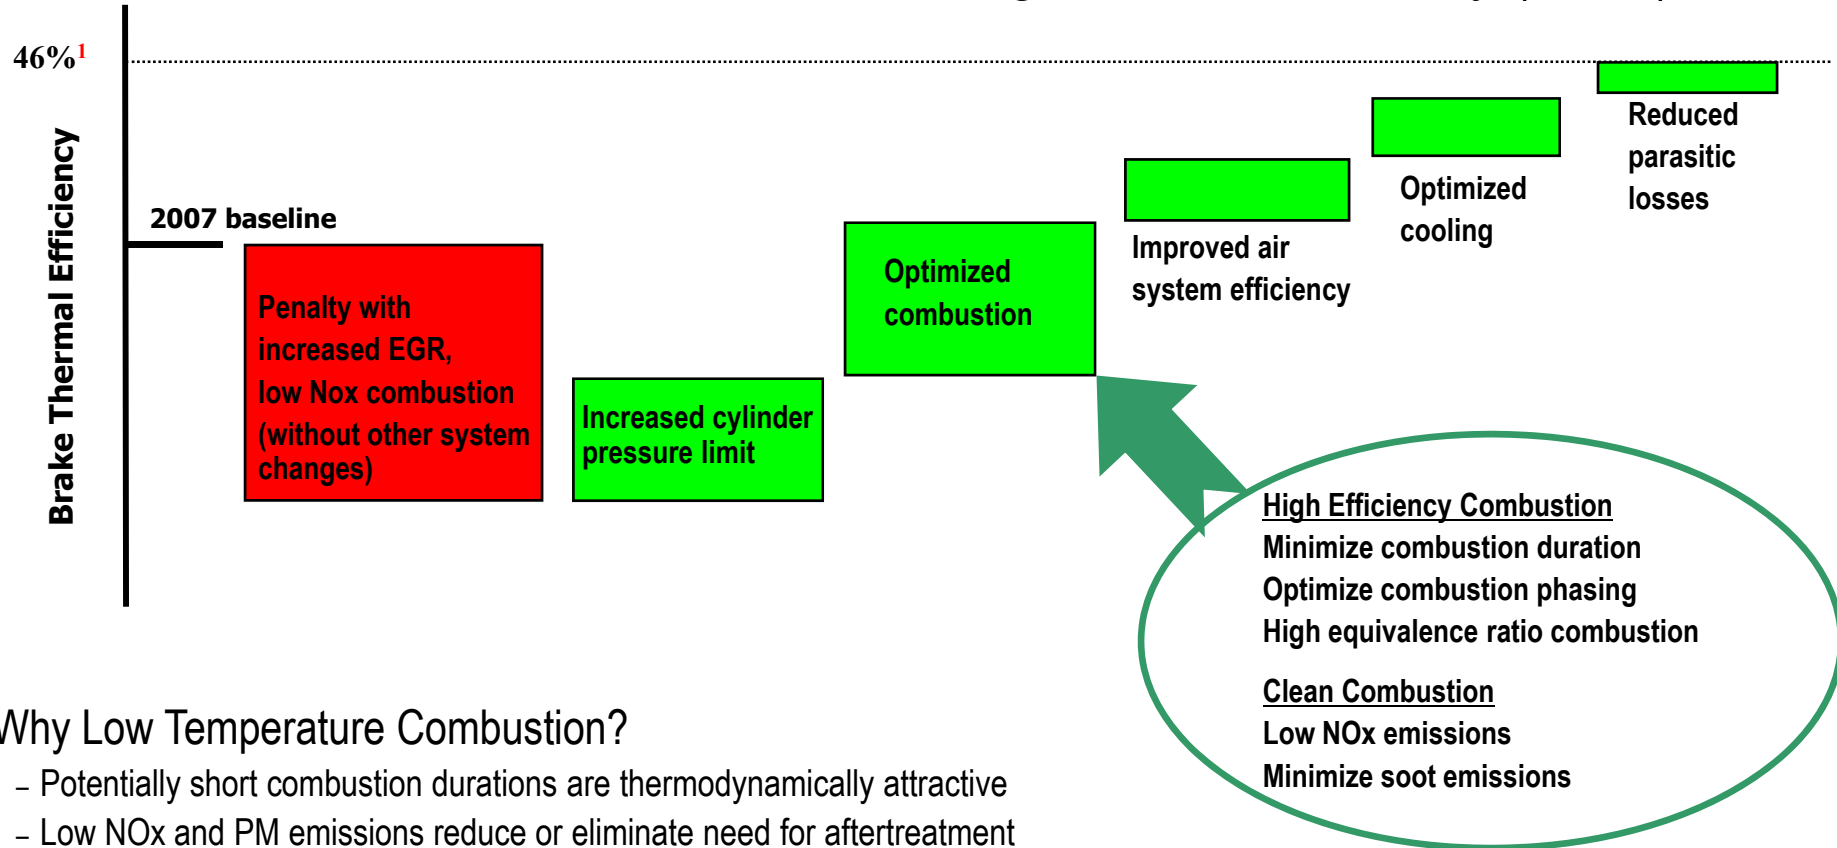 46%1
Brake Thermal Efficiency
2007 baseline
Penalty with
increased EGR,
low Nox combustion
(without other system
changes)
Increased cylinder
pressure limit
Optimized
combustion
Improved air
system efficiency
Optimized
cooling
Reduced
parasitic
losses
High Efficiency Combustion
Minimize combustion duration
Optimize combustion phasing
High equivalence ratio combustion
Clean Combustion
Low NOx emissions
Minimize soot emissions
Why Low Temperature Combustion?
– Potentially short combustion durations are thermodynamically attractive
– Low NOx and PM emissions reduce or eliminate need for aftertreatment